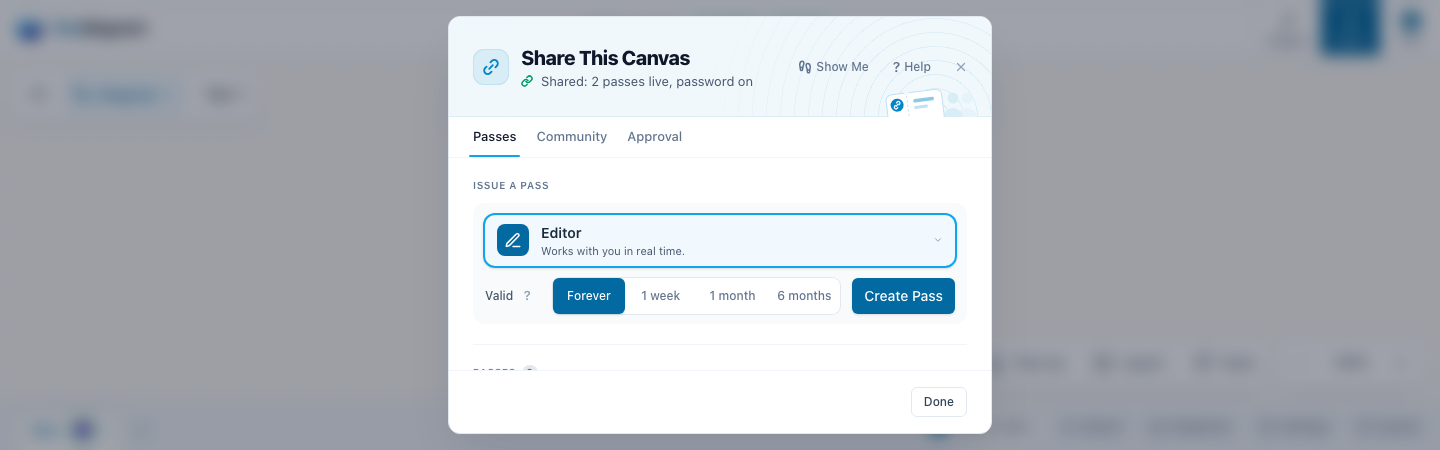 Share This Canvas
Shared: 2 passes live, password on
Show Me
? Help
Passes
Community
Approval
ISSUE A PASS
Editor
Works with you in real time.
Valid ?
Forever
1 week
1 month
6 months
Create Pass
Done